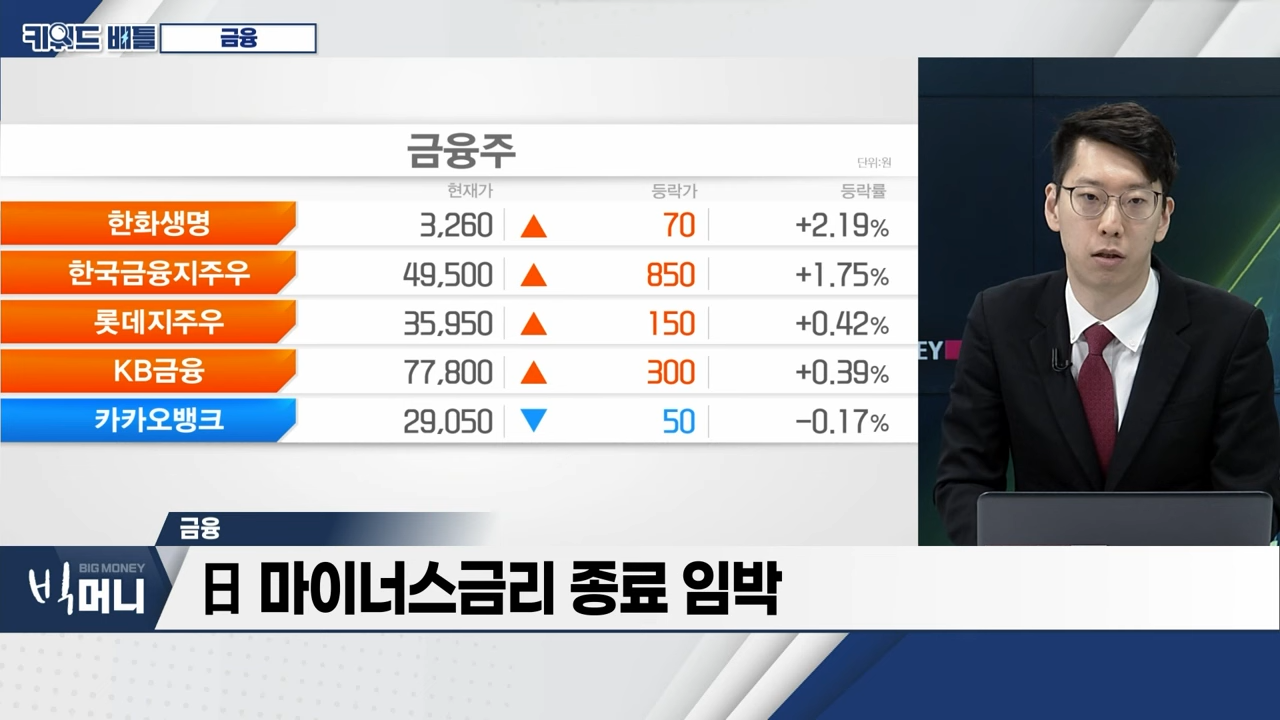 키워드 배틀
금융
금융주
단위:원
현재가 등락가 등락률
한화생명 3,260 ▲ 70 +2.19%
한국금융지주우 49,500 ▲ 850 +1.75%
롯데지주우 35,950 ▲ 150 +0.42%
KB금융 77,800 ▲ 300 +0.39%
카카오뱅크 29,050 ▼ 50 -0.17%
EY
금융
BIG MONEY
빅머니
日 마이너스금리 종료 임박